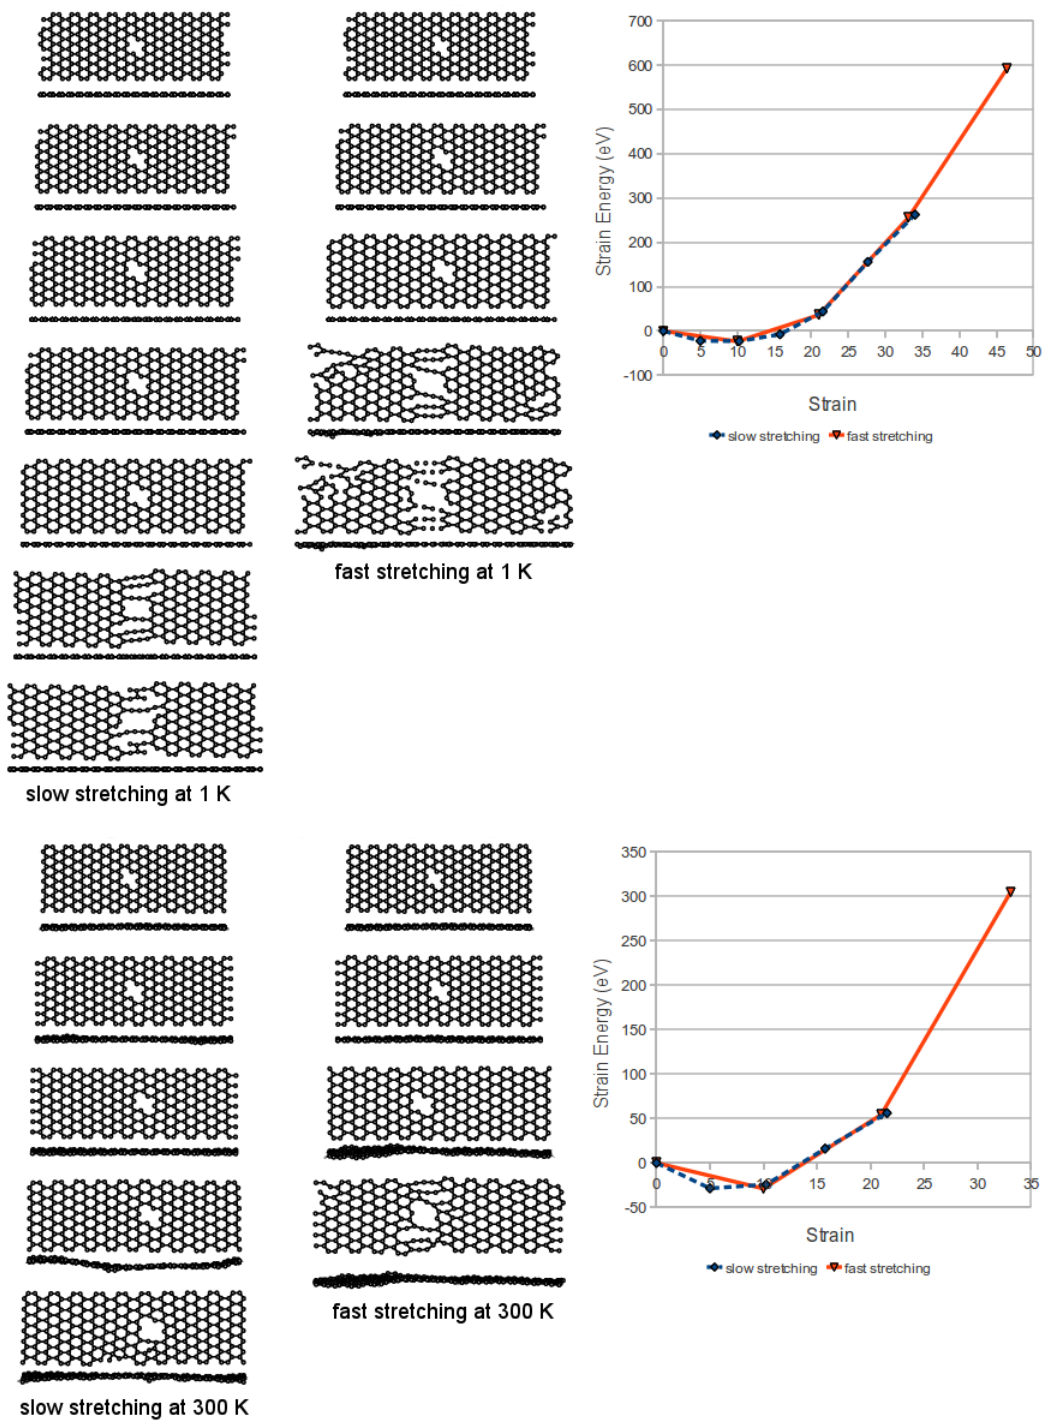 700
600
500
400
300
200
100
0
-100
0 5 10 15 20 25 30 35 40 45 50
Strain Energy (eV)
Strain
slow stretching fast stretching
fast stretching at 1 K
slow stretching at 1 K
350
300
250
200
150
100
50
0
-50
0 5 10 15 20 25 30 35
Strain Energy (eV)
Strain
slow stretching fast stretching
fast stretching at 300 K
slow stretching at 300 K